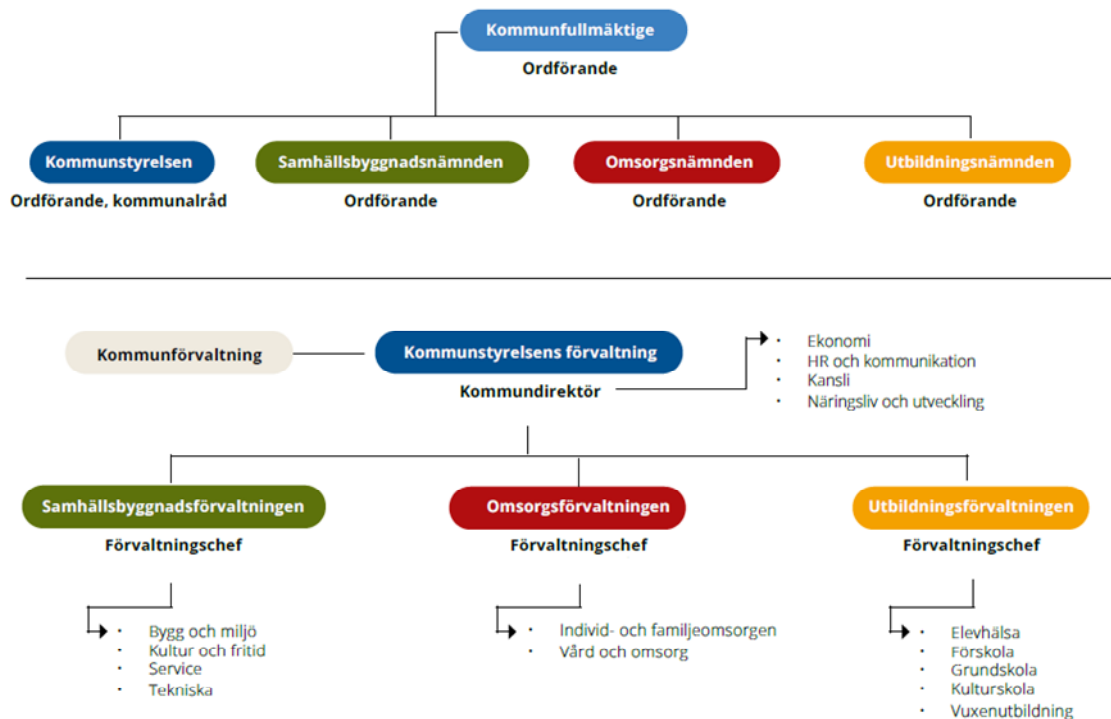 Kommunfullmäktige
Ordförande
Kommunstyrelsen
Ordförande, kommunalråd
Samhällsbyggnadsnämnden
Ordförande
Omsorgsnämnden
Ordförande
Utbildningsnämnden
Ordförande
Kommunförvaltning
Kommunstyrelsens förvaltning
Kommundirektör
· Ekonomi
· HR och kommunikation
· Kansli
· Näringsliv och utveckling
Samhällsbyggnadsförvaltningen
Förvaltningschef
· Bygg och miljö
· Kultur och fritid
· Service
· Tekniska
Omsorgsförvaltningen
Förvaltningschef
· Individ- och familjeomsorgen
· Vård och omsorg
Utbildningsförvaltningen
Förvaltningschef
· Elevhälsa
· Förskola
· Grundskola
· Kulturskola
· Vuxenutbildning